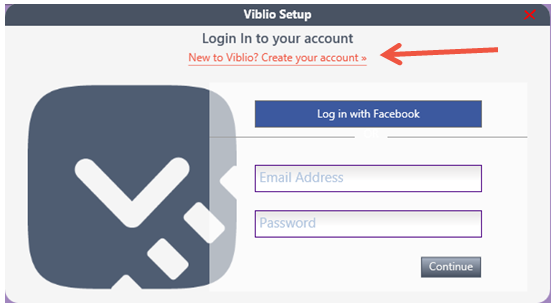 Viblio Setup
Login In to your account
New to Viblio? Create your account »
Log in with Facebook
Email Address
Password
Continue